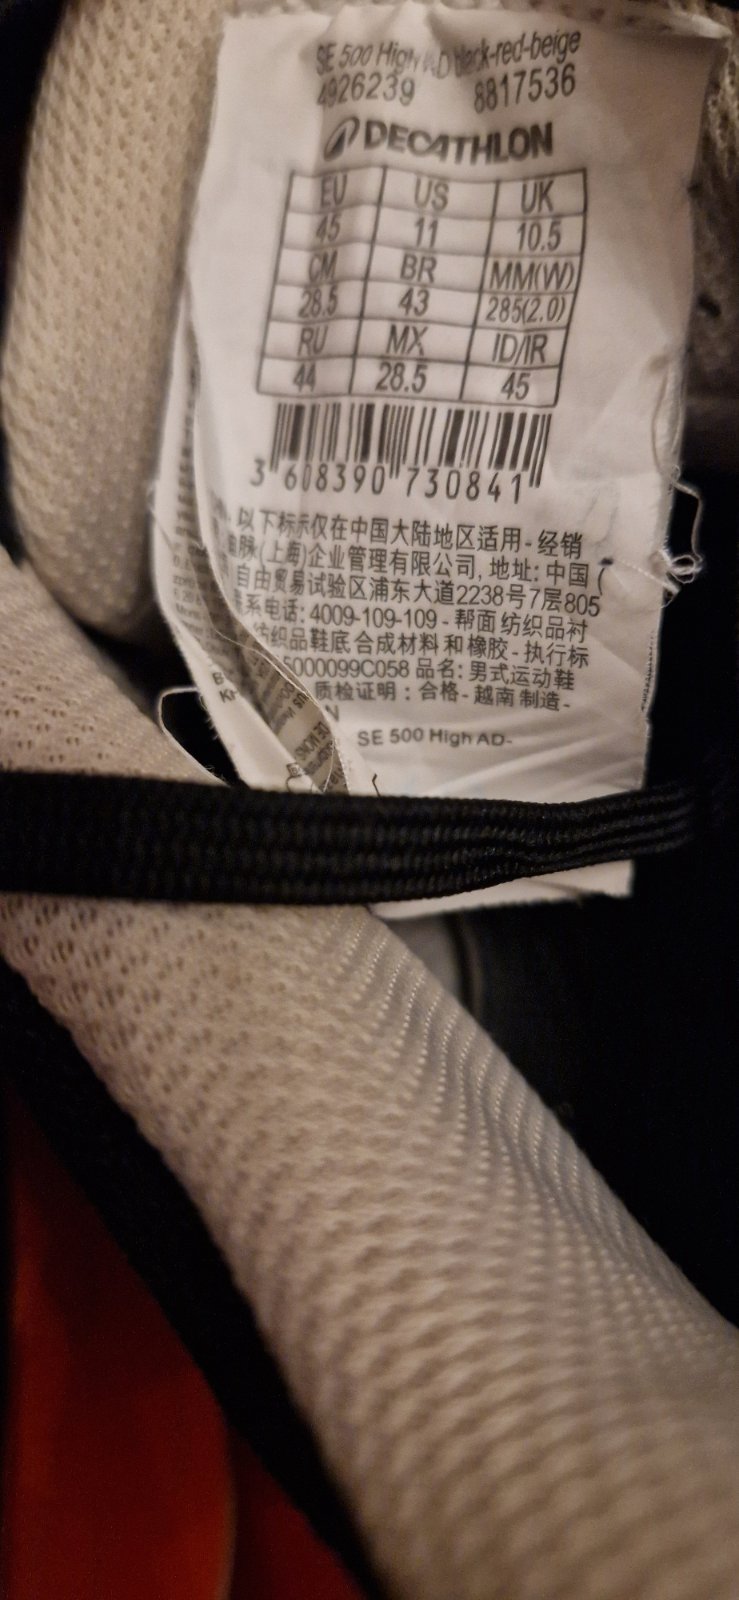 SE 500 High AD black-red-beige
4926239 8817536
DECATHLON
EU US UK
45 11 10.5
CM BR MM(W)
28.5 43 285(2.0)
RU MX ID/IR
44 28.5 45
3 608390 730841
以下标示仅在中国大陆地区适用 - 经销
(上海)企业管理有限公司, 地址: 中国 (
自由贸易试验区浦东大道2238号7层805
系电话: 4009-109-109 - 帮面 纺织品衬
纺织品鞋底 合成材料和橡胶 - 执行标
5000099C058 品名: 男式运动鞋
质检证明：合格 - 越南 制造 -
SE 500 High AD-